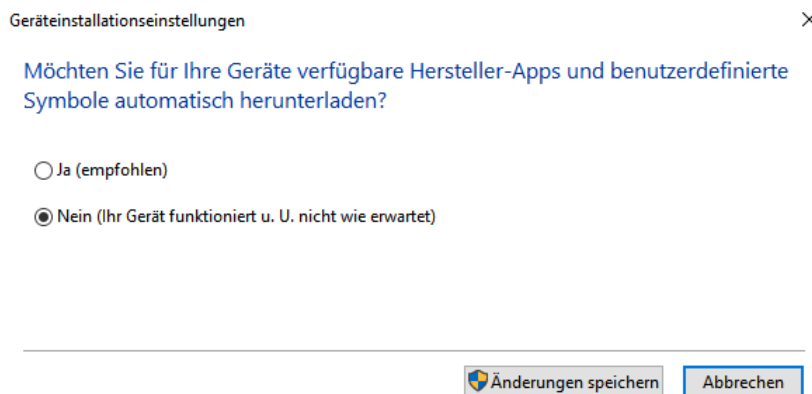 Geräteinstallationseinstellungen
Möchten Sie für Ihre Geräte verfügbare Hersteller-Apps und benutzerdefinierte
Symbole automatisch herunterladen?
Ja (empfohlen)
Nein (Ihr Gerät funktioniert u. U. nicht wie erwartet)
Änderungen speichern Abbrechen